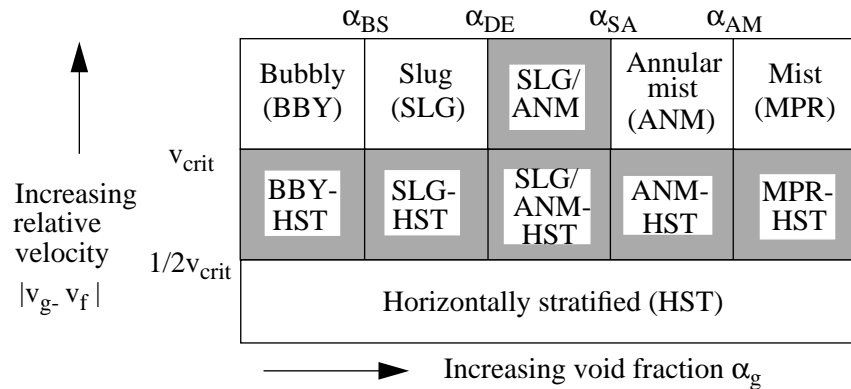 αBS αDE αSA αAM
Bubbly (BBY)
Slug (SLG)
SLG/ ANM
Annular mist (ANM)
Mist (MPR)
vcrit
BBY- HST
SLG- HST
SLG/ ANM- HST
ANM- HST
MPR- HST
Increasing
relative
velocity
|vg- vf |
1/2vcrit
Horizontally stratified (HST)
Increasing void fraction αg